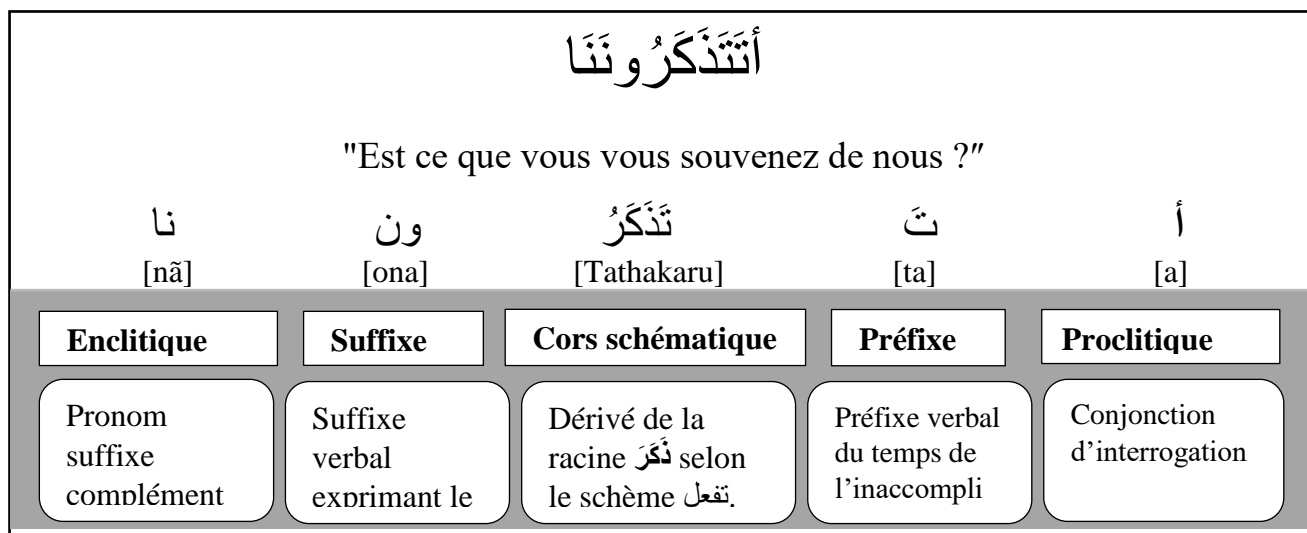 أتَتَذَكَرُونَنَا
"Est ce que vous vous souvenez de nous ?"
نا ون تَذَكَرُ تَ أ
[nã] [ona] [Tathakaru] [ta] [a]
Enclitique Suffixe Cors schématique Préfixe Proclitique
Pronom
suffixe
complément
Suffixe
verbal
exprimant le
Dérivé de la
racine ذَكَرَ selon
le schème تفعل.
Préfixe verbal
du temps de
l’inaccompli
Conjonction
d’interrogation